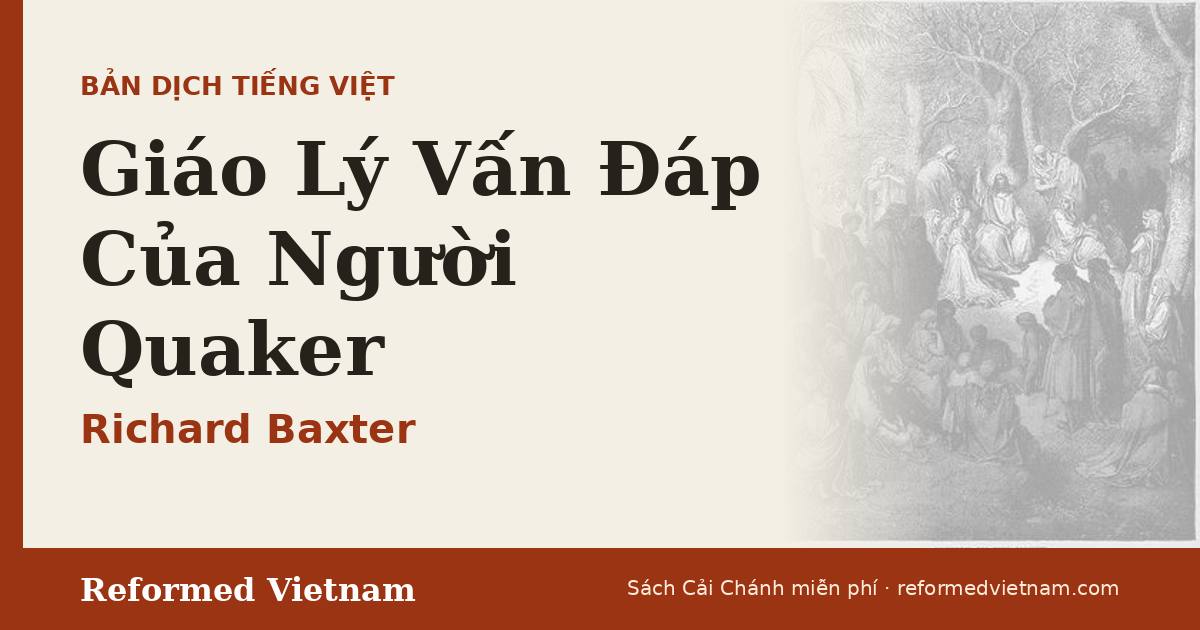 BẢN DỊCH TIẾNG VIỆT
Giáo Lý Vấn Đáp
Của Người
Quaker
Richard Baxter
Reformed Vietnam
Sách Cải Chánh miễn phí · reformedvietnam.com